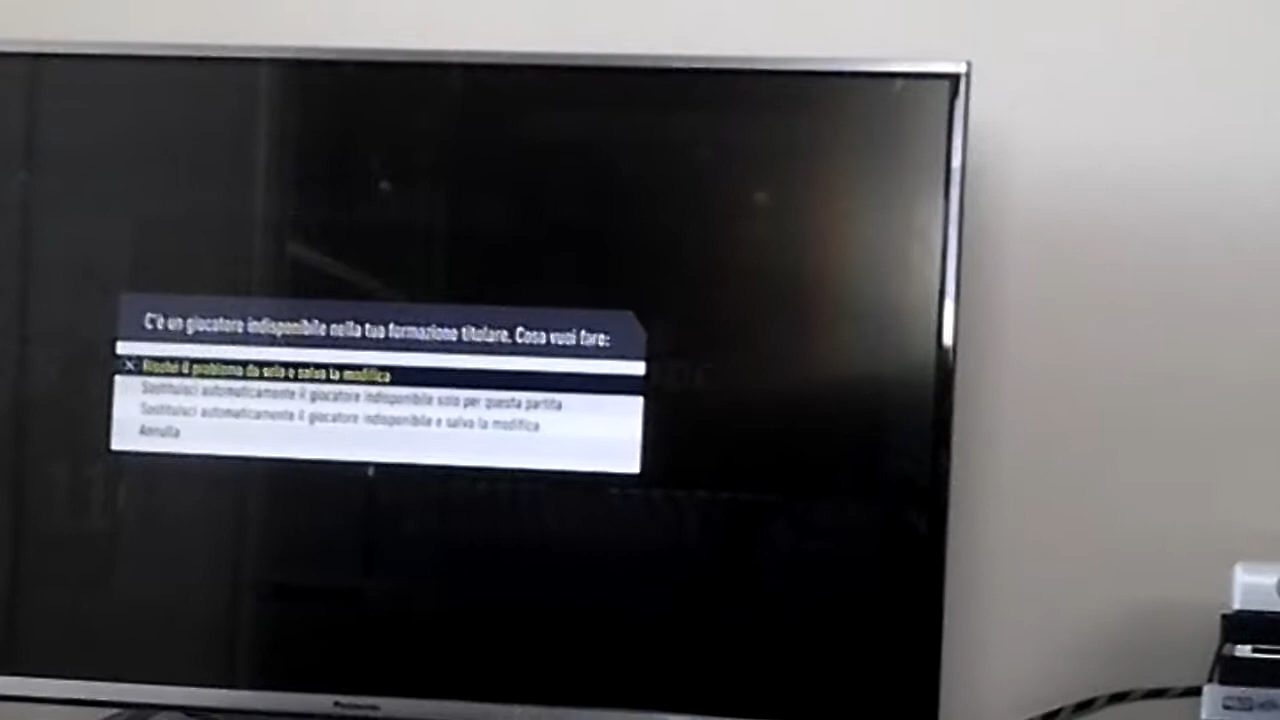 C'è un giocatore indisponibile nella tua formazione titolare. Cosa vuoi fare:
Risolvi il problema da solo e salva la modifica
Sostituisci automaticamente il giocatore indisponibile solo per questa partita
Sostituisci automaticamente il giocatore indisponibile e salva la modifica
Annulla
Panasonic